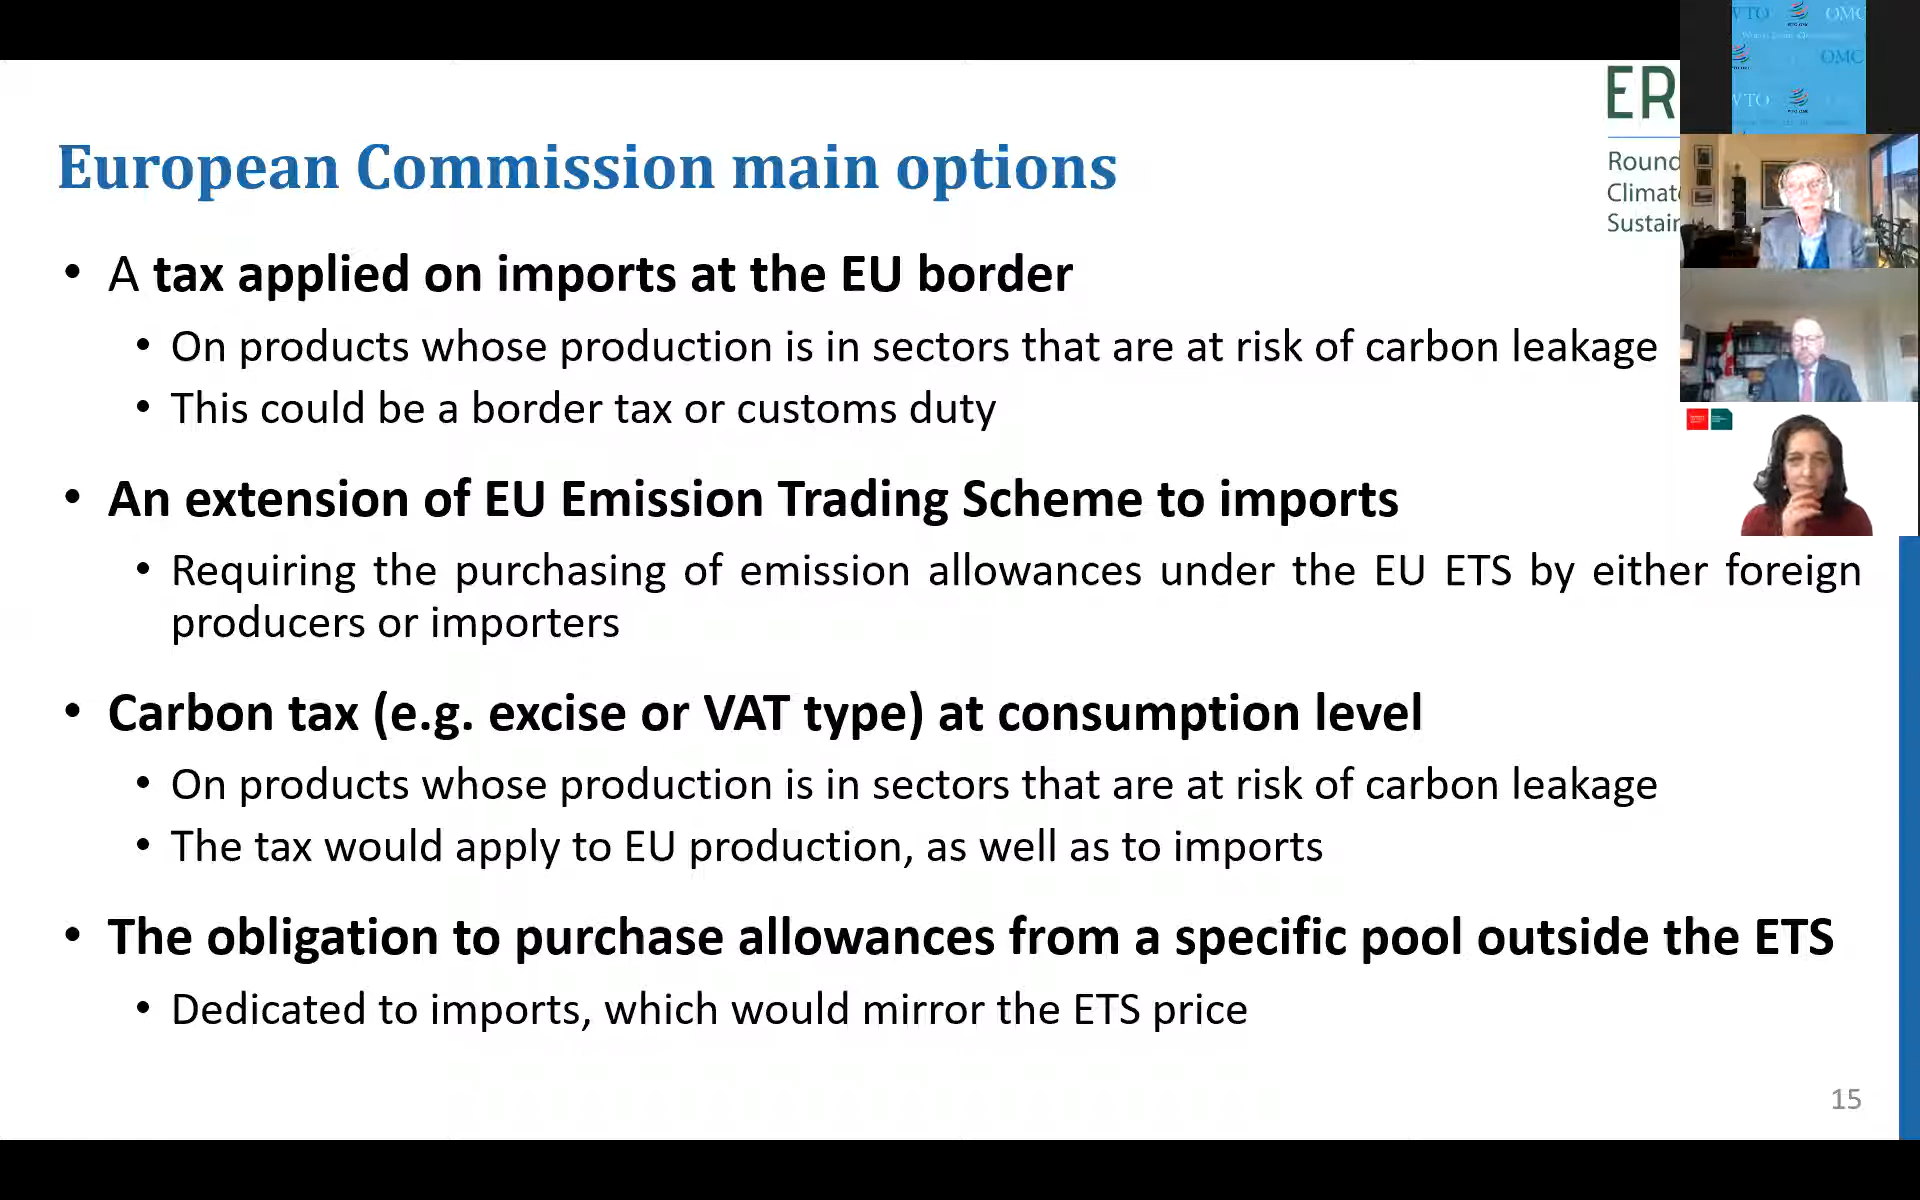 European Commission main options
ER
Round
Climat
Sustain
• A tax applied on imports at the EU border
• On products whose production is in sectors that are at risk of carbon leakage
• This could be a border tax or customs duty
• An extension of EU Emission Trading Scheme to imports
• Requiring the purchasing of emission allowances under the EU ETS by either foreign
producers or importers
• Carbon tax (e.g. excise or VAT type) at consumption level
• On products whose production is in sectors that are at risk of carbon leakage
• The tax would apply to EU production, as well as to imports
• The obligation to purchase allowances from a specific pool outside the ETS
• Dedicated to imports, which would mirror the ETS price
15
WTO OMC
OMC
WTO